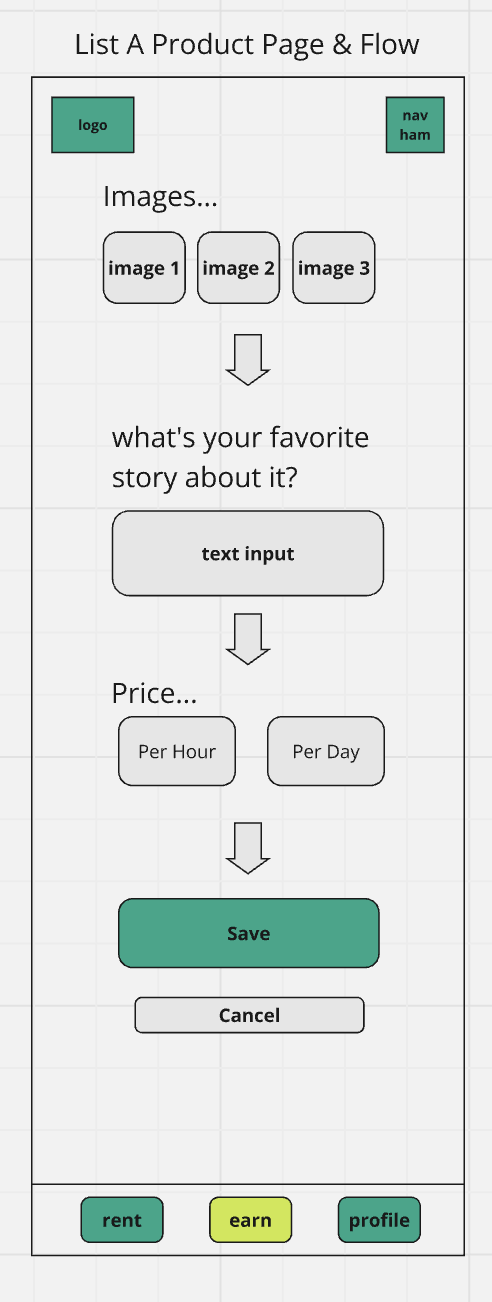 List A Product Page & Flow
logo
nav
ham
Images...
image 1 image 2 image 3
what's your favorite
story about it?
text input
Price...
Per Hour Per Day
Save
Cancel
rent earn profile